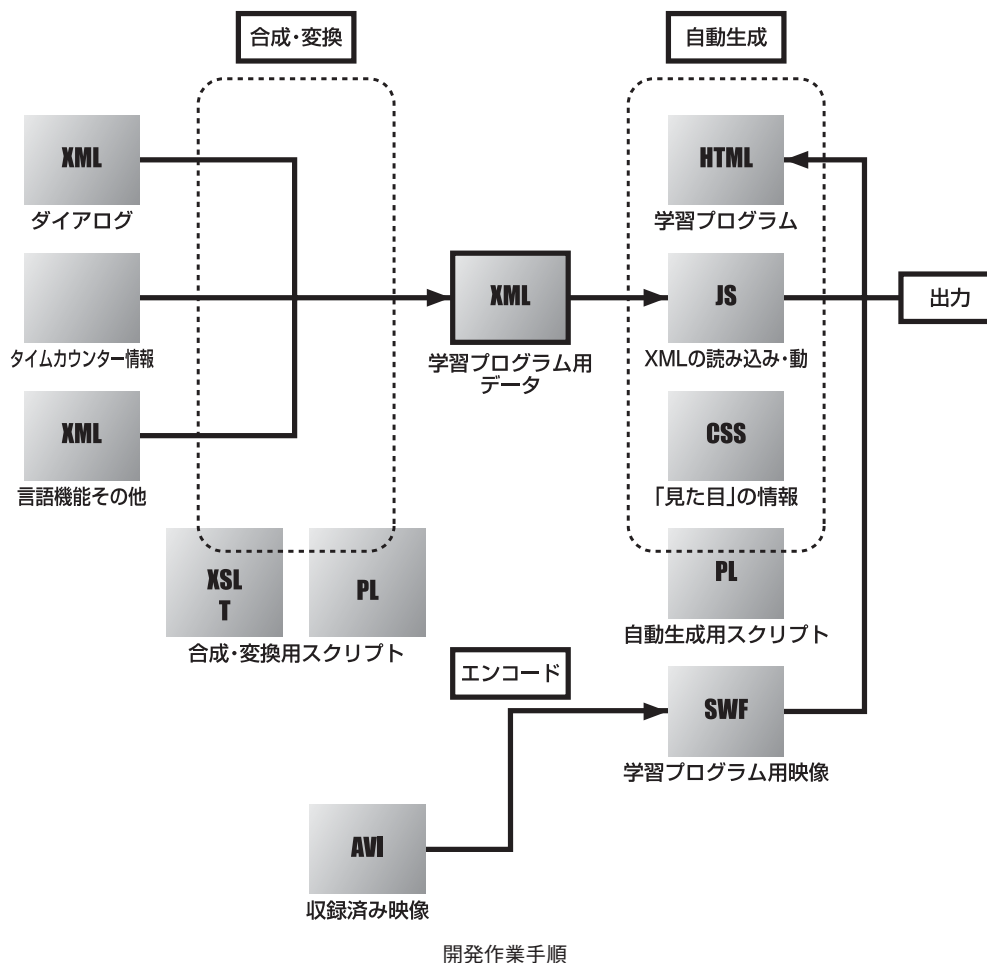 合成・変換
自動生成
XML
ダイアログ
HTML
学習プログラム
タイムカウンター情報
XML
学習プログラム用
データ
JS
XMLの読み込み・動
出力
XML
言語機能その他
CSS
「見た目」の情報
XSL
T
PL
合成・変換用スクリプト
PL
自動生成用スクリプト
エンコード
SWF
学習プログラム用映像
AVI
収録済み映像
開発作業手順